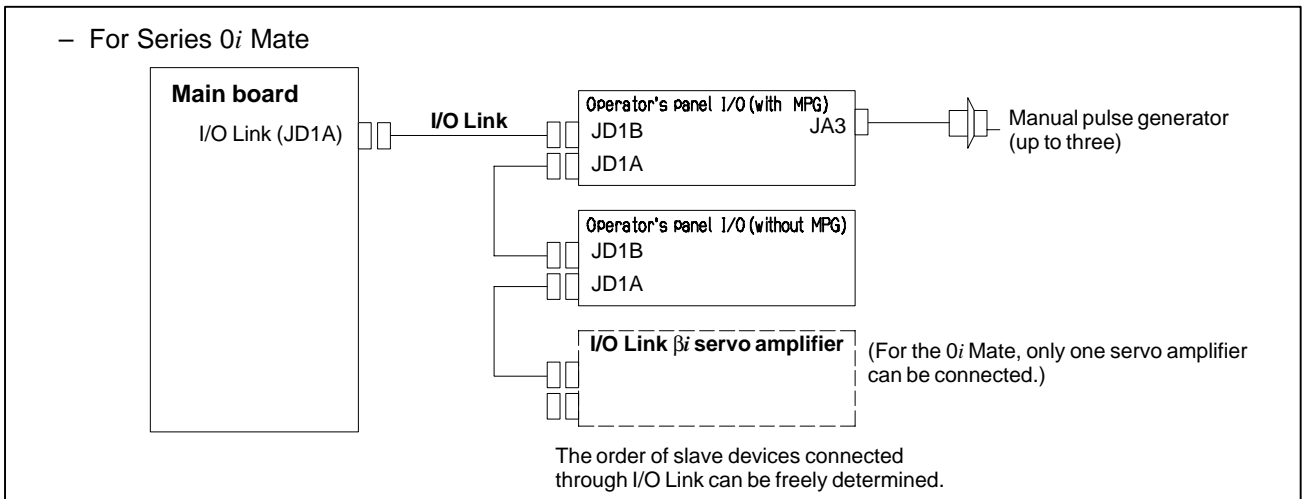 – For Series 0i Mate
Main board
I/O Link (JD1A)
I/O Link
Operator's panel I/O (with MPG)
JD1B
JA3
JD1A
Manual pulse generator
(up to three)
Operator's panel I/O (without MPG)
JD1B
JD1A
I/O Link βi servo amplifier
(For the 0i Mate, only one servo amplifier
can be connected.)
The order of slave devices connected
through I/O Link can be freely determined.